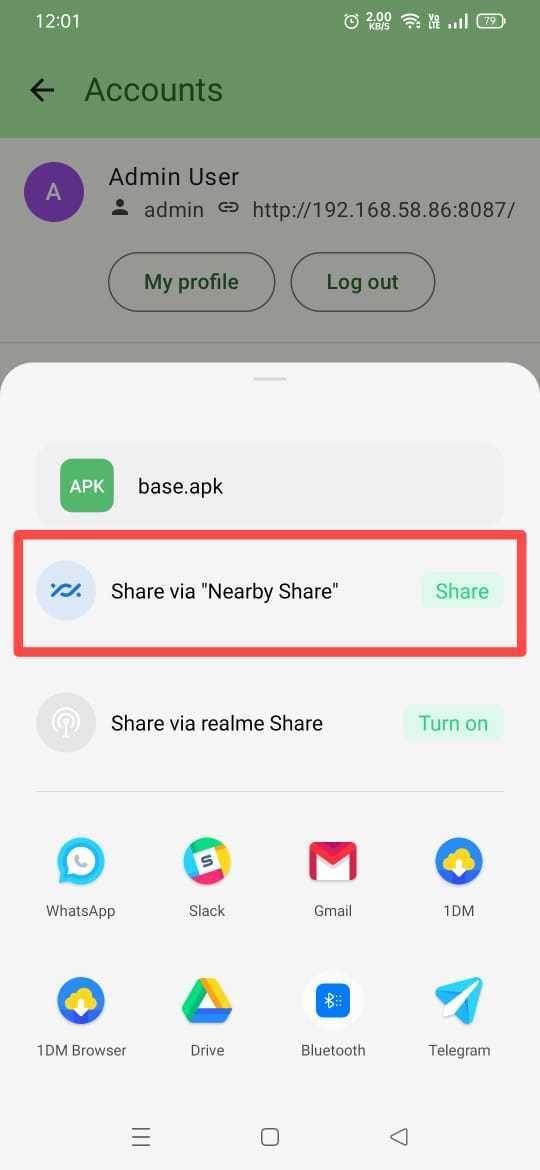 12:01 2.00 KB/S Vo LTE 79
Accounts
A
Admin User
admin http://192.168.58.86:8087/
My profile Log out
APK base.apk
Share via "Nearby Share" Share
Share via realme Share Turn on
WhatsApp Slack Gmail 1DM
1DM Browser Drive Bluetooth Telegram